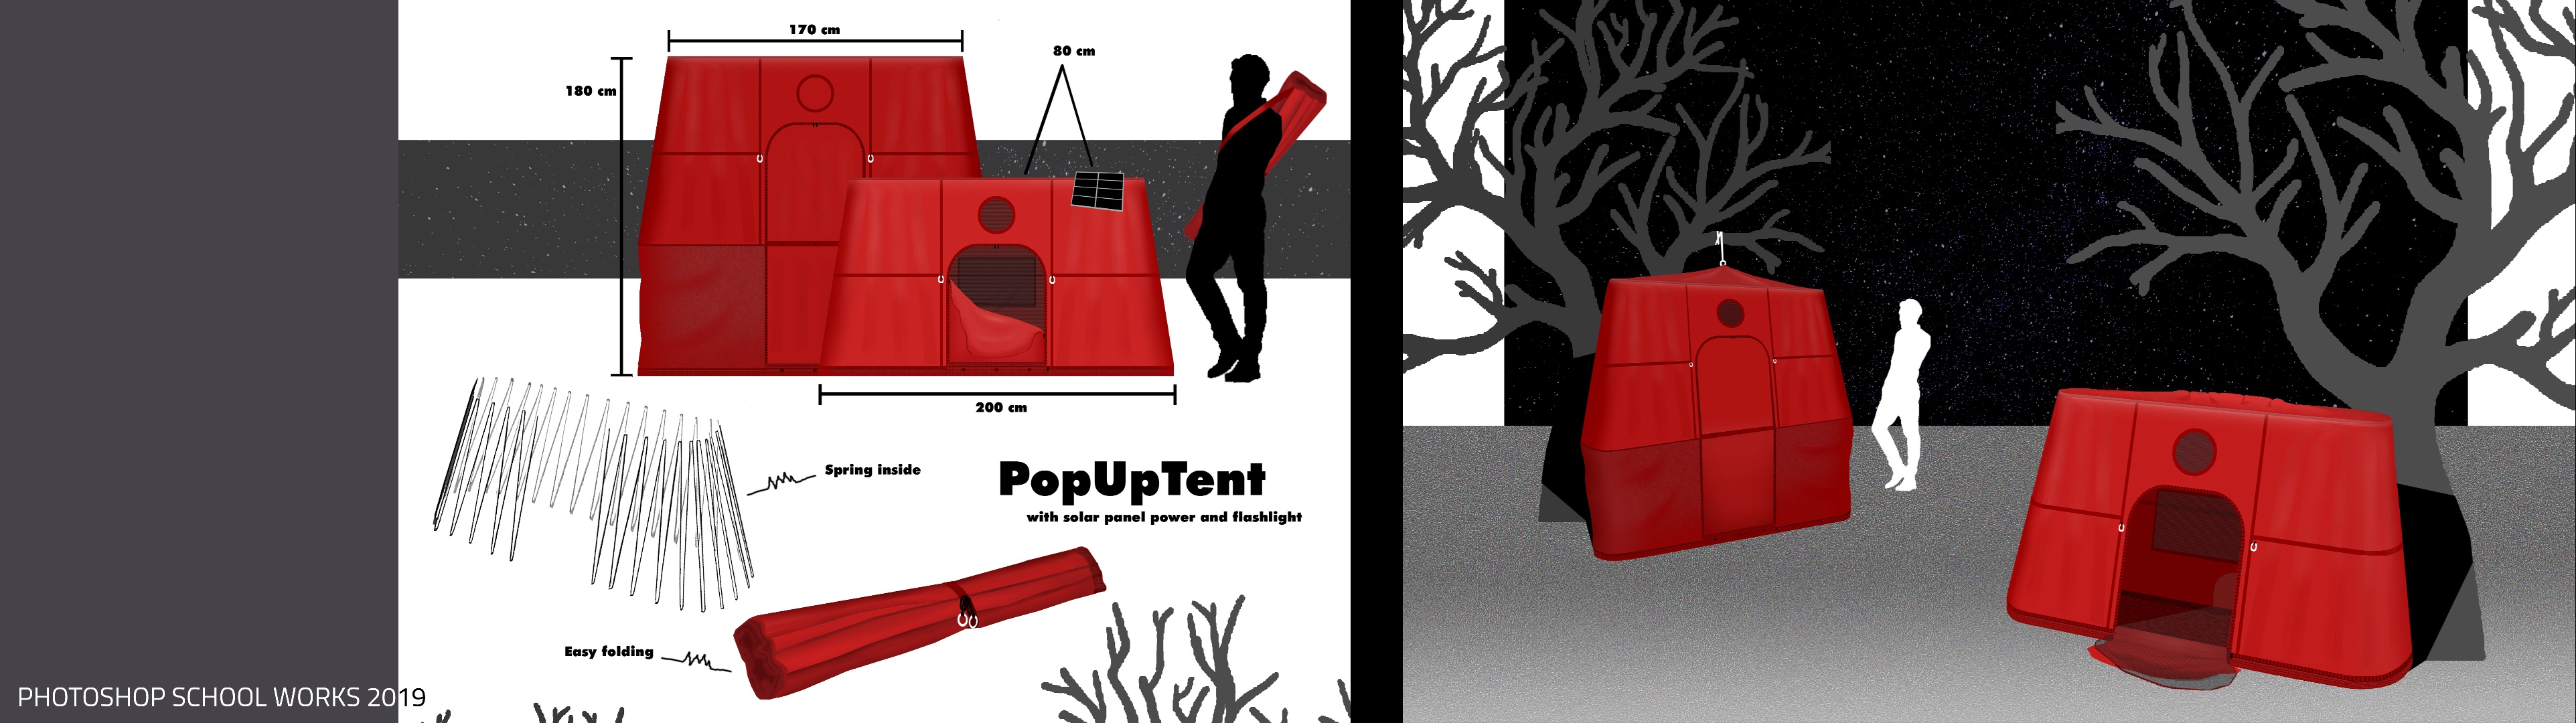 170 cm
80 cm
180 cm
200 cm
Spring inside
PopUpTent
with solar panel power and flashlight
Easy folding
PHOTOSHOP SCHOOL WORKS 2019